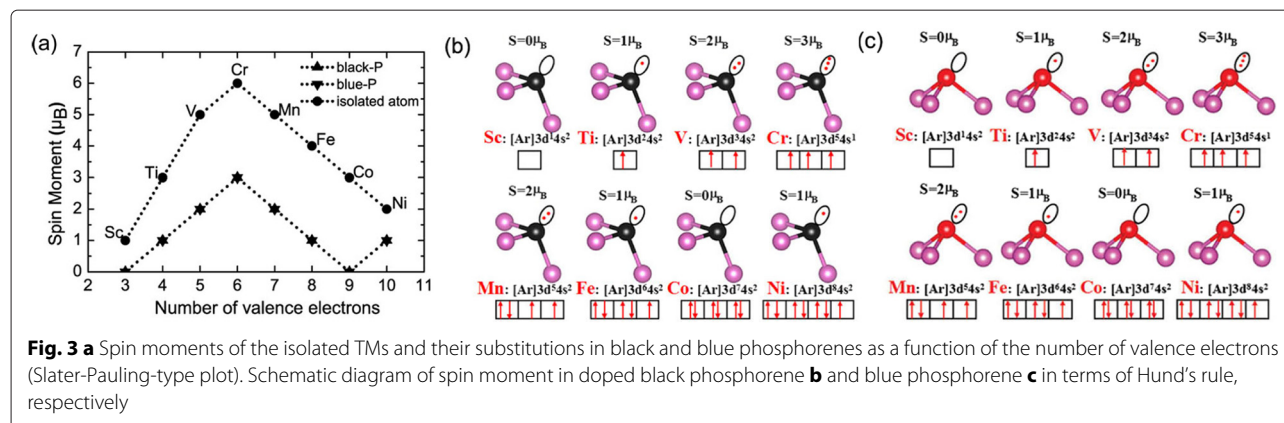 (a)
Spin Moment (μB)
7
6
5
4
3
2
1
0
2 3 4 5 6 7 8 9 10 11
Number of valence electrons
Sc
Ti
V
Cr
Mn
Fe
Co
Ni
black-P
blue-P
isolated atom
(b)
S=0μB S=1μB S=2μB S=3μB
Sc: [Ar]3d¹4s² Ti: [Ar]3d²4s² V: [Ar]3d³4s² Cr: [Ar]3d⁵4s¹
S=2μB S=1μB S=0μB S=1μB
Mn: [Ar]3d⁵4s² Fe: [Ar]3d⁶4s² Co: [Ar]3d⁷4s² Ni: [Ar]3d⁸4s²
(c)
S=0μB S=1μB S=2μB S=3μB
Sc: [Ar]3d¹4s² Ti: [Ar]3d²4s² V: [Ar]3d³4s² Cr: [Ar]3d⁵4s¹
S=2μB S=1μB S=0μB S=1μB
Mn: [Ar]3d⁵4s² Fe: [Ar]3d⁶4s² Co: [Ar]3d⁷4s² Ni: [Ar]3d⁸4s²
Fig. 3 a Spin moments of the isolated TMs and their substitutions in black and blue phosphorenes as a function of the number of valence electrons
(Slater-Pauling-type plot). Schematic diagram of spin moment in doped black phosphorene b and blue phosphorene c in terms of Hund's rule,
respectively